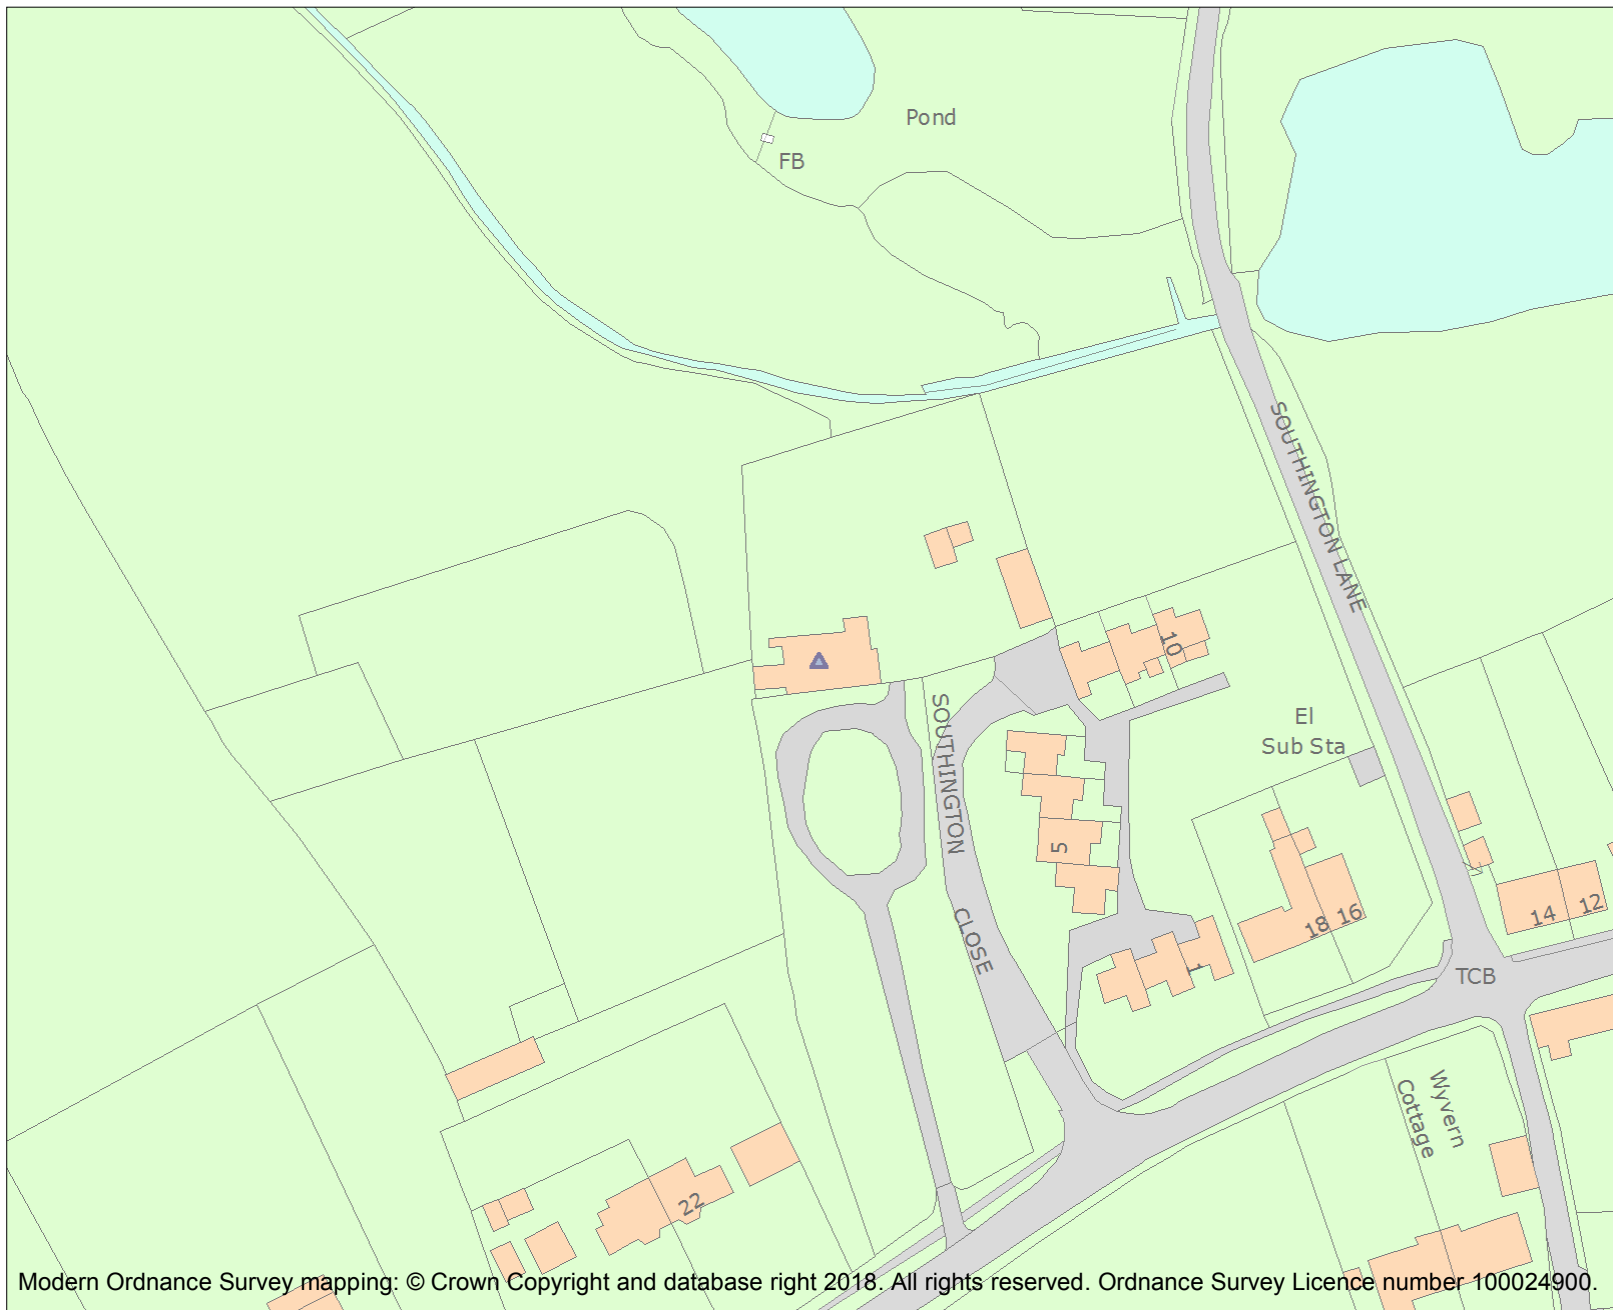 Pond
FB
SOUTHINGTON LANE
10
SOUTHINGTON
CLOSE
El
Sub Sta
5
18
16
14
12
1
TCB
Wyvern
Cottage
22
Modern Ordnance Survey mapping: © Crown Copyright and database right 2018. All rights reserved. Ordnance Survey Licence number 100024900.